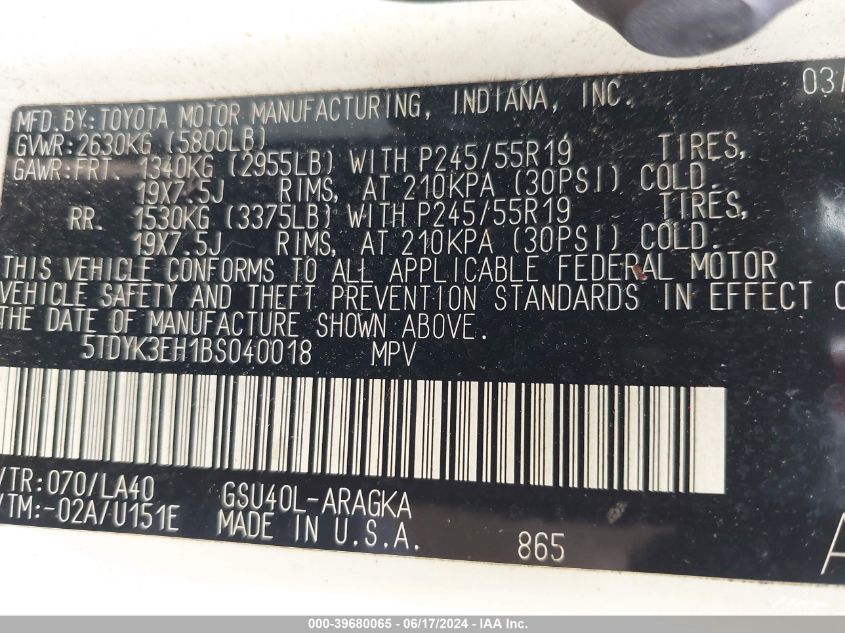 03/
MFD.BY:TOYOTA MOTOR MANUFACTURING, INDIANA, INC.
GVWR:2630KG (5800LB)
GAWR:FRT. 1340KG (2955LB) WITH P245/55R19 TIRES,
19X7.5J RIMS, AT 210KPA (30PSI) COLD.
RR. 1530KG (3375LB) WITH P245/55R19 TIRES,
19X7.5J RIMS, AT 210KPA (30PSI) COLD.
THIS VEHICLE CONFORMS TO ALL APPLICABLE FEDERAL MOTOR
VEHICLE SAFETY AND THEFT PREVENTION STANDARDS IN EFFECT O
THE DATE OF MANUFACTURE SHOWN ABOVE.
5TDYK3EH1BS040018 MPV
/TR:070/LA40 GSU40L-ARAGKA
/TM:-02A/U151E MADE IN U.S.A. 865 A
000-39680065 - 06/17/2024 - IAA Inc.